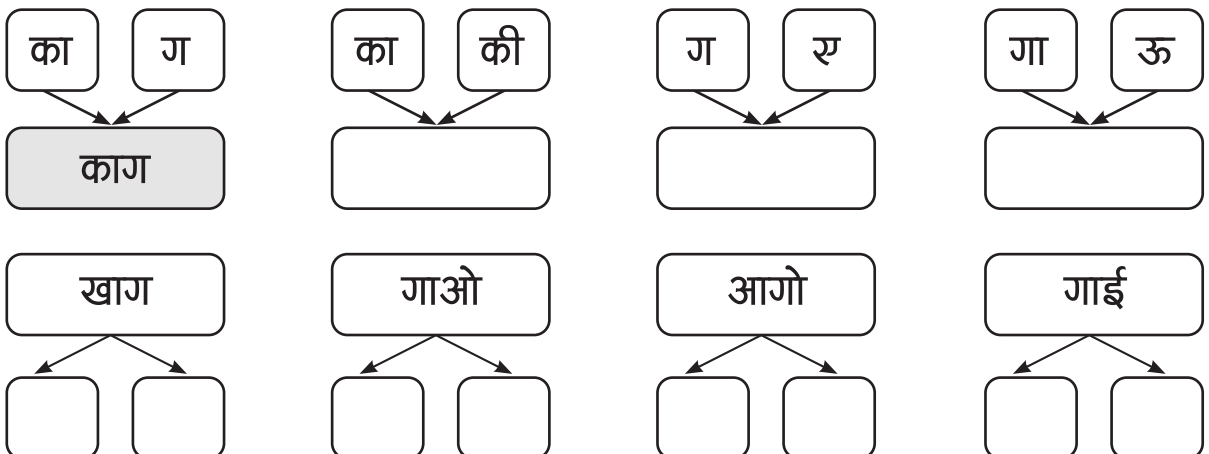 का ग का की ग ए गा ऊ
काग
खाग गाओ आगो गाई